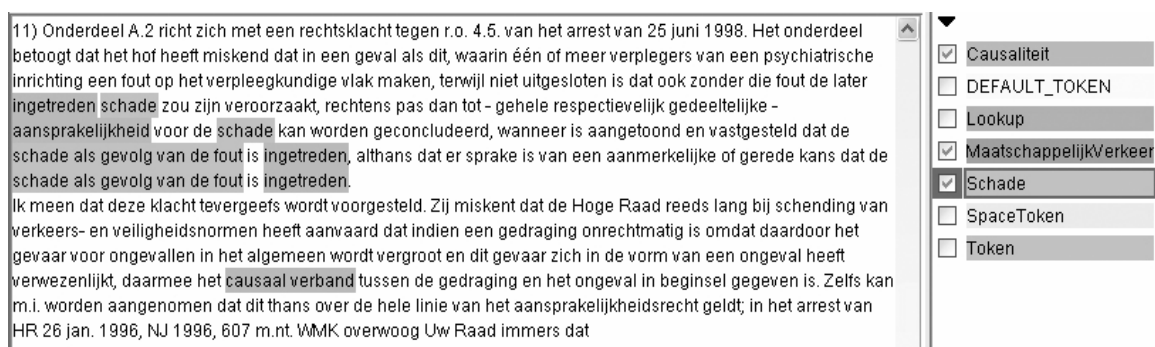 11) Onderdeel A.2 richt zich met een rechtsklacht tegen r.o. 4.5. van het arrest van 25 juni 1998. Het onderdeel
betoogt dat het hof heeft miskend dat in een geval als dit, waarin één of meer verplegers van een psychiatrische
inrichting een fout op het verpleegkundige vlak maken, terwijl niet uitgesloten is dat ook zonder die fout de later
ingetreden schade zou zijn veroorzaakt, rechtens pas dan tot - gehele respectievelijk gedeeltelijke -
aansprakelijkheid voor de schade kan worden geconcludeerd, wanneer is aangetoond en vastgesteld dat de
schade als gevolg van de fout is ingetreden, althans dat er sprake is van een aanmerkelijke of gerede kans dat de
schade als gevolg van de fout is ingetreden.
Ik meen dat deze klacht tevergeefs wordt voorgesteld. Zij miskent dat de Hoge Raad reeds lang bij schending van
verkeers- en veiligheidsnormen heeft aanvaard dat indien een gedraging onrechtmatig is omdat daardoor het
gevaar voor ongevallen in het algemeen wordt vergroot en dit gevaar zich in de vorm van een ongeval heeft
verwezenlijkt, daarmee het causaal verband tussen de gedraging en het ongeval in beginsel gegeven is. Zelfs kan
m.i. worden aangenomen dat dit thans over de hele linie van het aansprakelijkheidsrecht geldt; in het arrest van
HR 26 jan. 1996, NJ 1996, 607 m.nt. WMK overwoog Uw Raad immers dat
Causaliteit
DEFAULT_TOKEN
Lookup
MaatschappelijkVerkeer
Schade
SpaceToken
Token